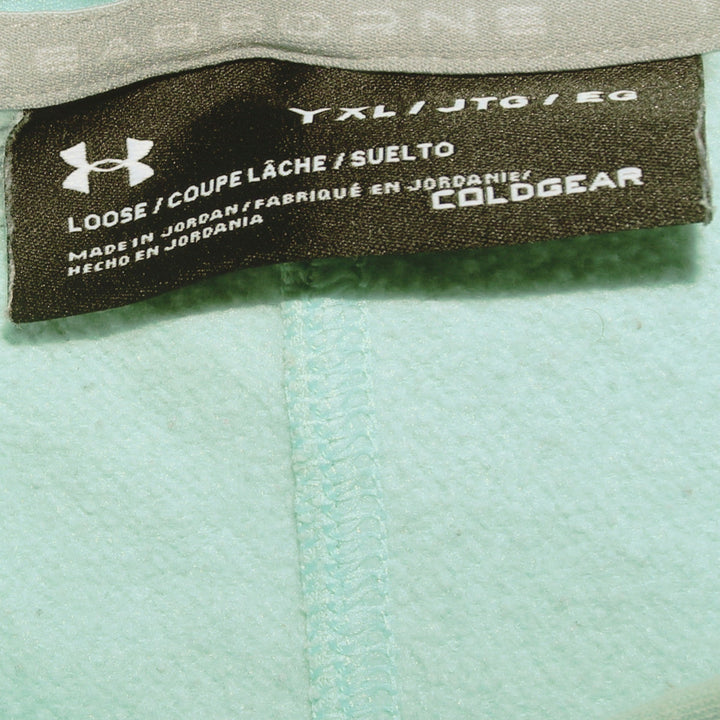 YXL / JTG / EG
LOOSE / COUPE LÂCHE / SUELTO
MADE IN JORDAN / FABRIQUÉ EN JORDANIE /
HECHO EN JORDANIA
COLDGEAR